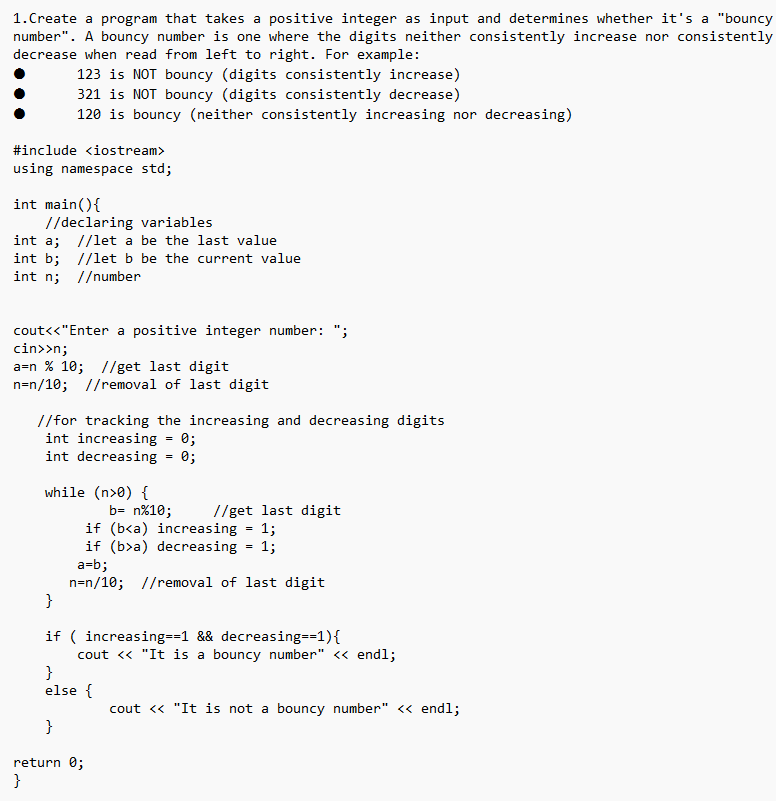 1.Create a program that takes a positive integer as input and determines whether it's a "bouncy
number". A bouncy number is one where the digits neither consistently increase nor consistently
decrease when read from left to right. For example:
● 123 is NOT bouncy (digits consistently increase)
● 321 is NOT bouncy (digits consistently decrease)
● 120 is bouncy (neither consistently increasing nor decreasing)
#include <iostream>
using namespace std;
int main(){
//declaring variables
int a; //let a be the last value
int b; //let b be the current value
int n; //number
cout<<"Enter a positive integer number: ";
cin>>n;
a=n % 10; //get last digit
n=n/10; //removal of last digit
//for tracking the increasing and decreasing digits
int increasing = 0;
int decreasing = 0;
while (n>0) {
b= n%10; //get last digit
if (b<a) increasing = 1;
if (b>a) decreasing = 1;
a=b;
n=n/10; //removal of last digit
}
if ( increasing==1 && decreasing==1){
cout << "It is a bouncy number" << endl;
}
else {
cout << "It is not a bouncy number" << endl;
}
return 0;
}